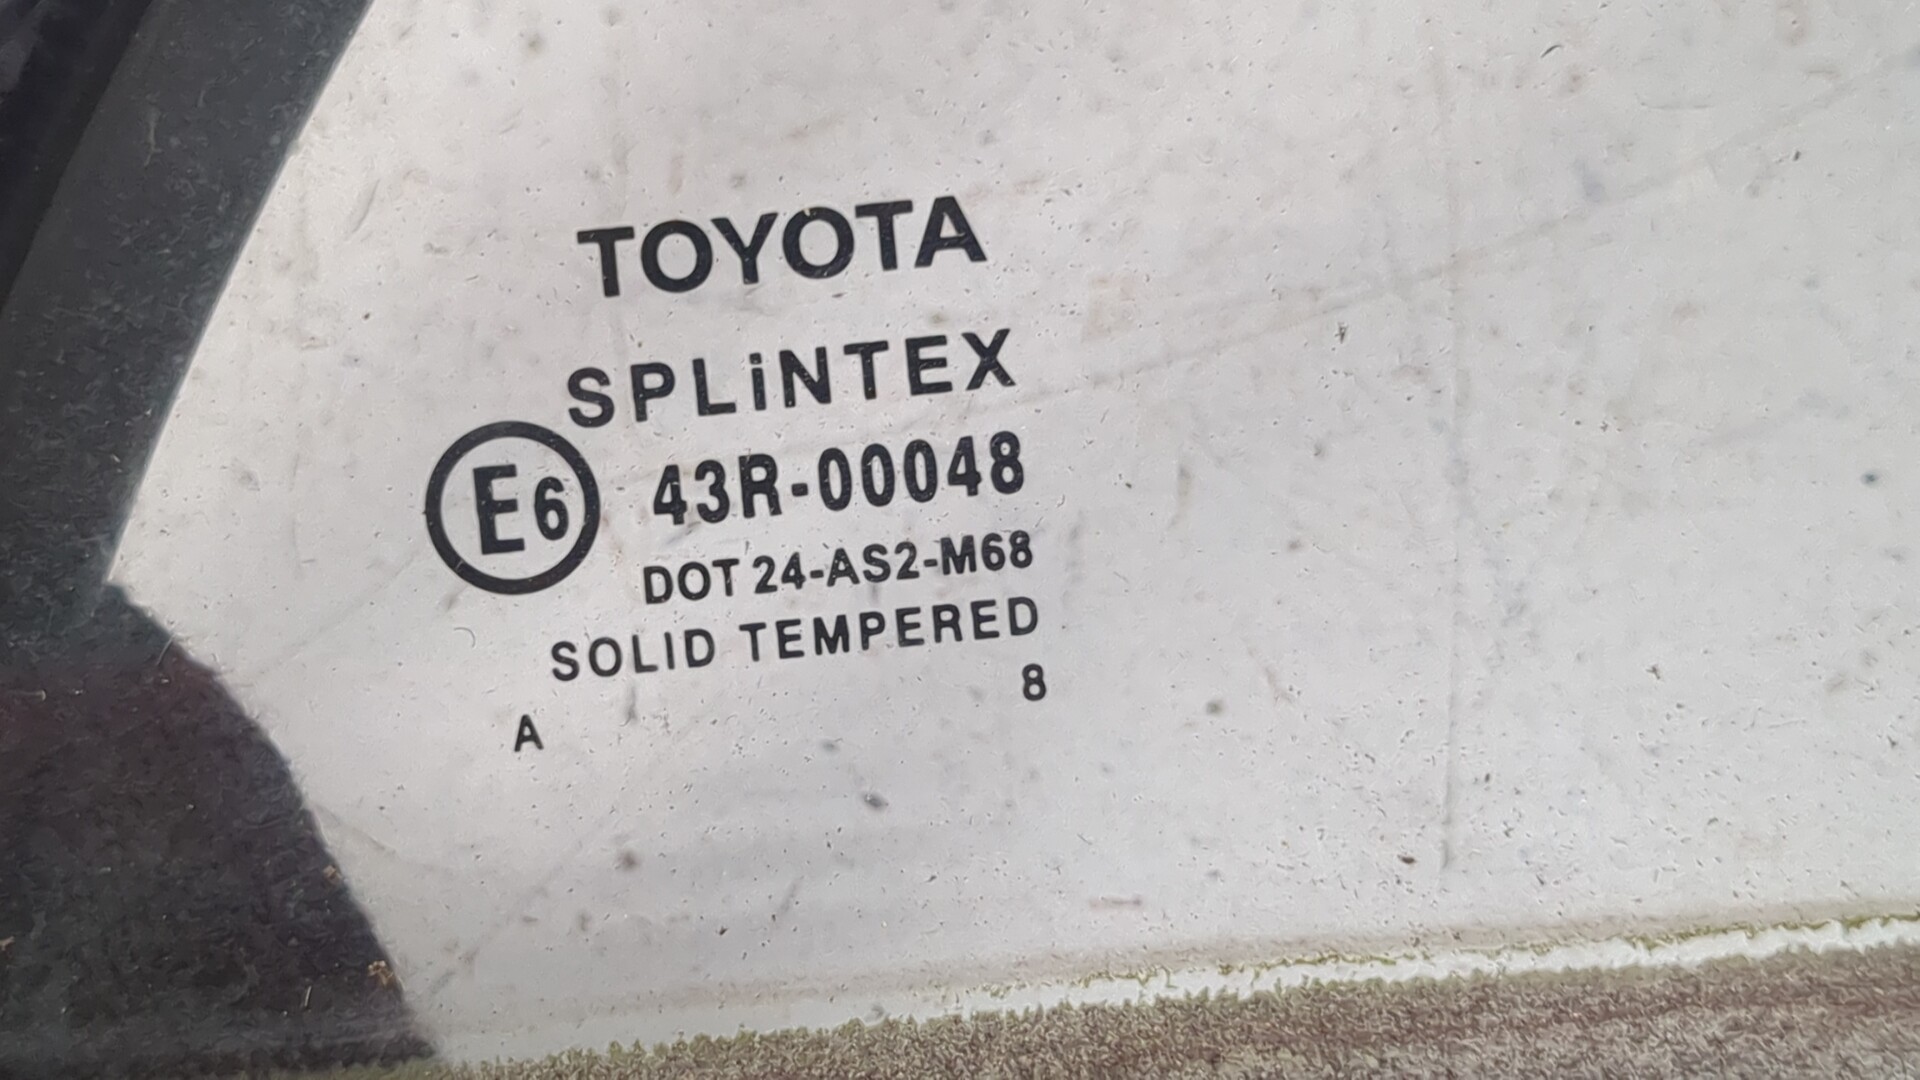 TOYOTA
SPLiNTEX
E6 43R-00048
DOT 24-AS2-M68
SOLID TEMPERED
8
A